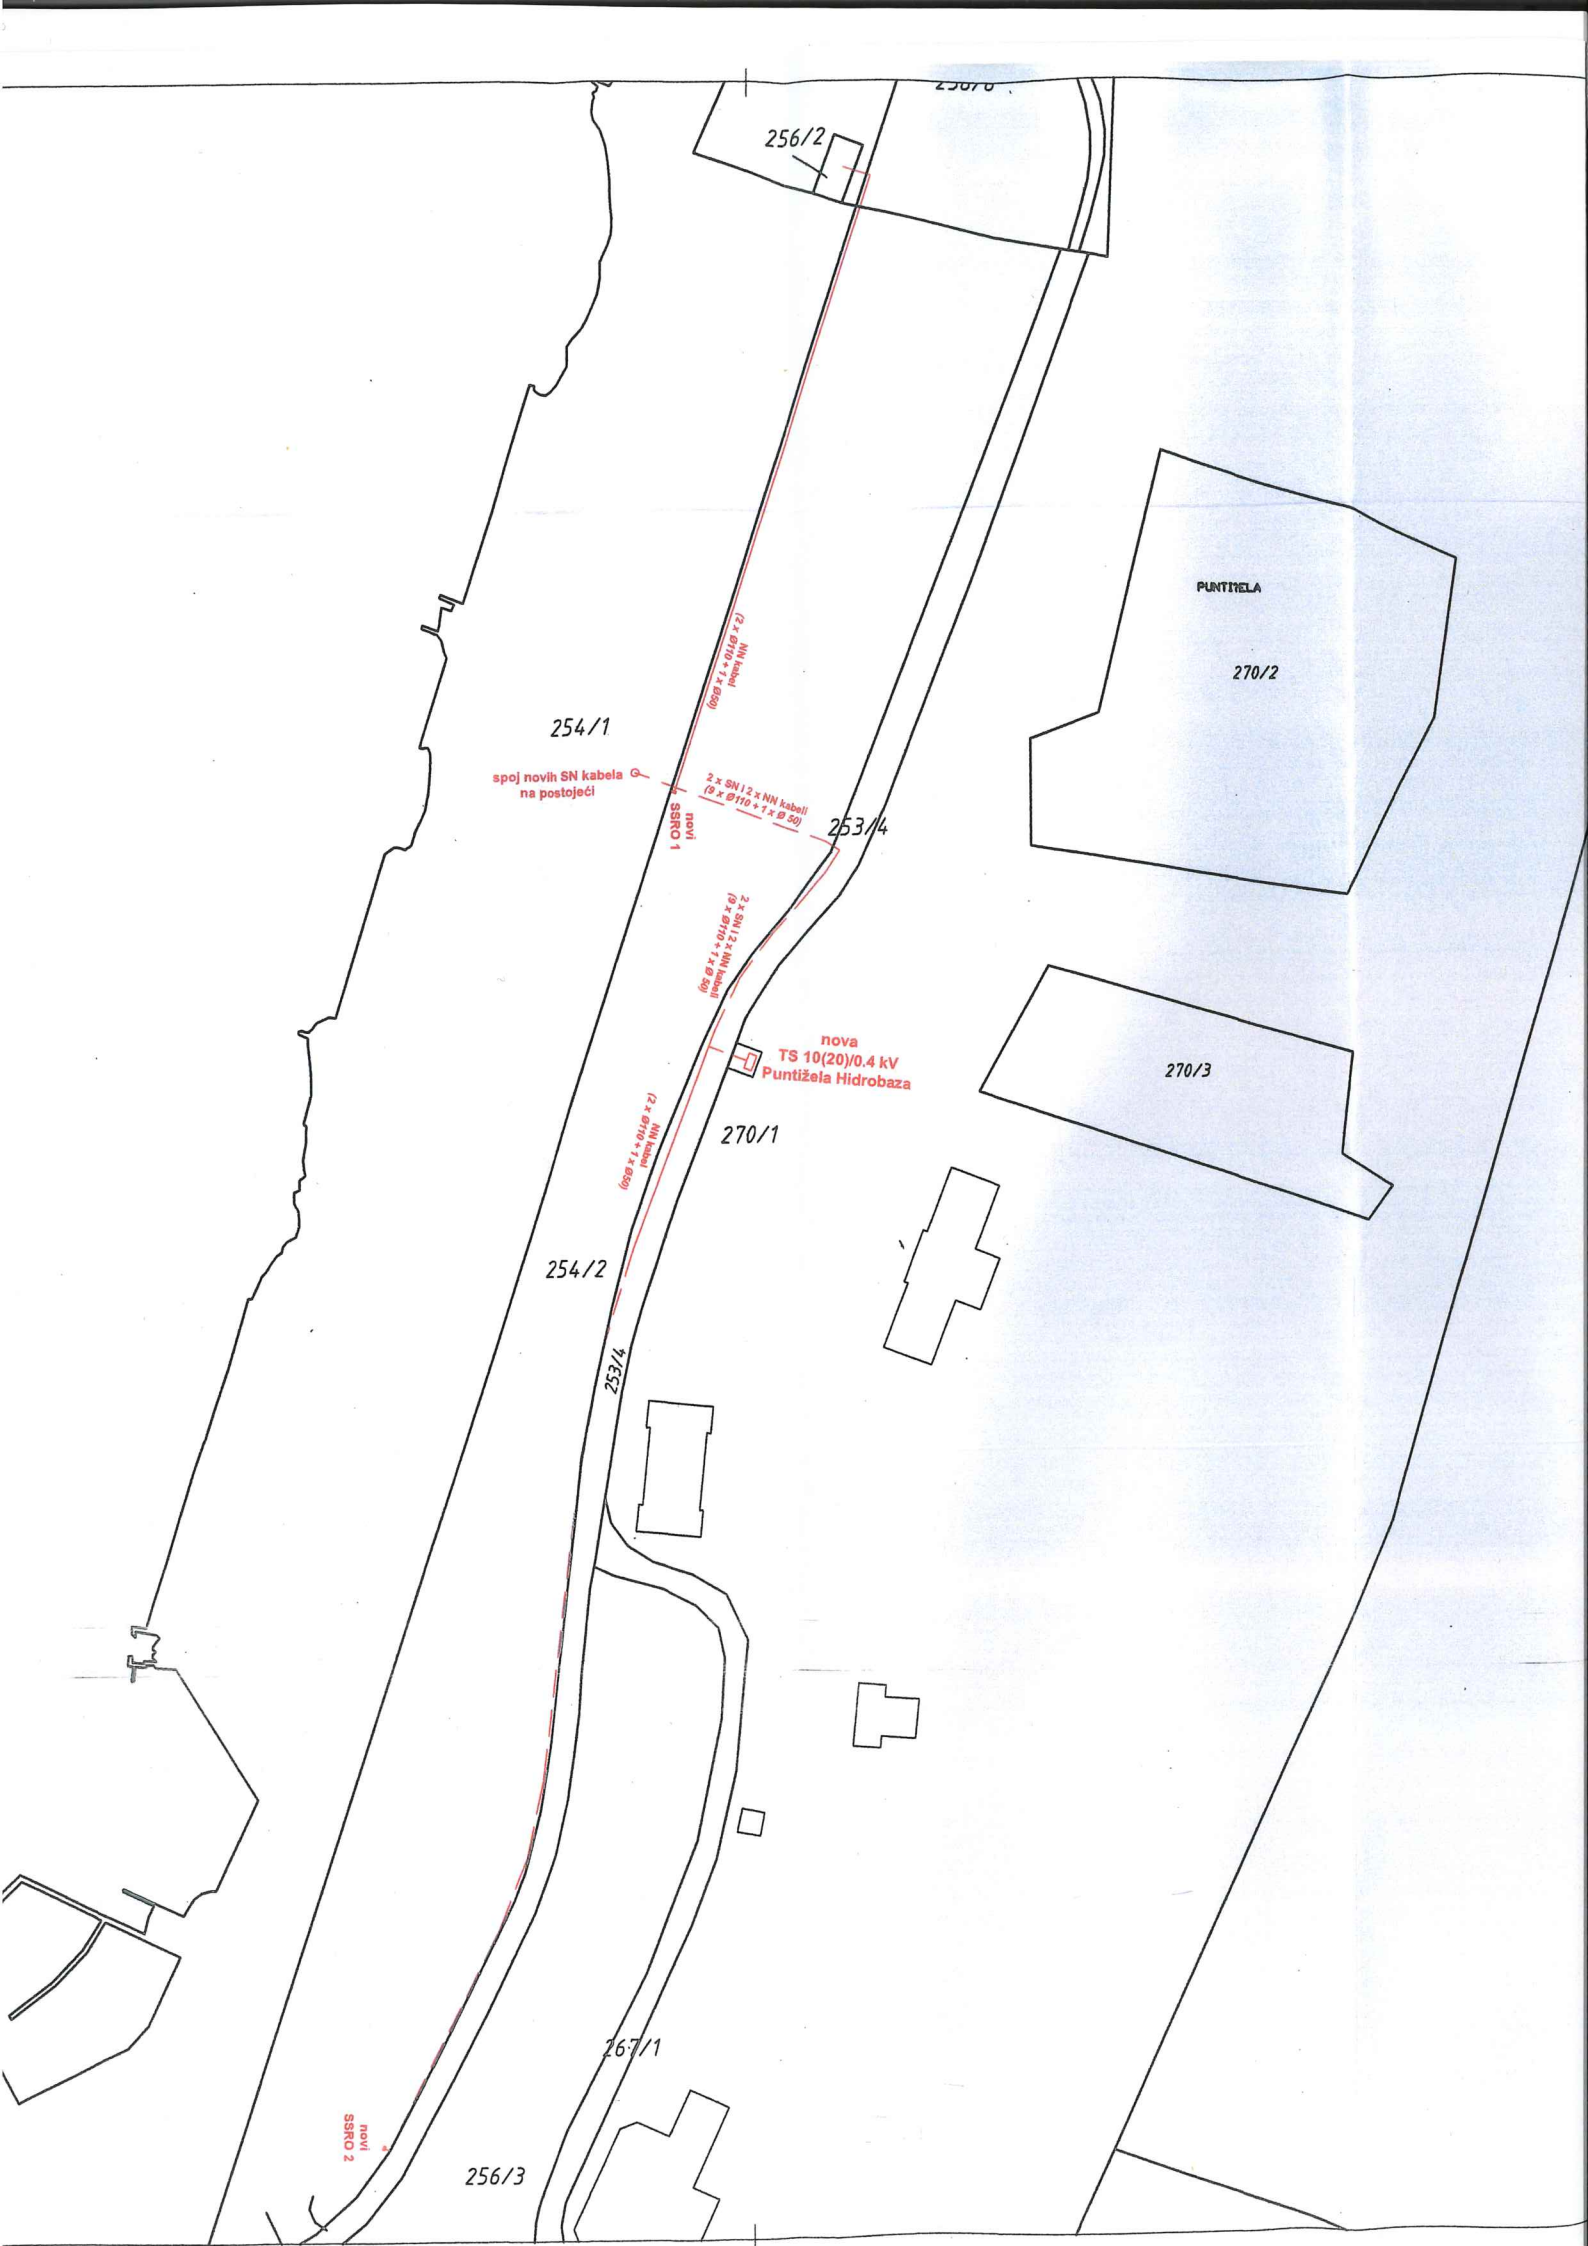 256/2
PUNTIŽELA
270/2
NN kabel
(2 x Ø110 + 1 x Ø50)
254/1
spoj novih SN kabela
na postojeći
2 x SN i 2 x NN kabeli
(9 x Ø110 + 1 x Ø 50)
novi
SSRO 1
253/4
2 x SN i 2 x NN kabeli
(9 x Ø110 + 1 x Ø 50)
nova
TS 10(20)/0.4 kV
Puntižela Hidrobaza
270/3
NN kabel
(2 x Ø110 + 1 x Ø50)
270/1
254/2
253/4
267/1
novi
SSRO 2
256/3